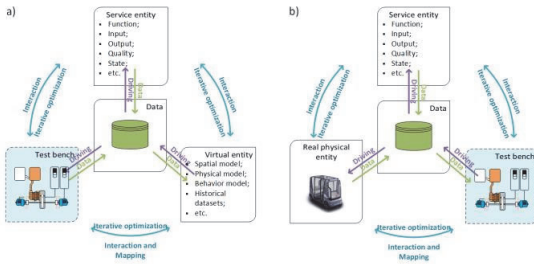 a)
Service entity
• Function;
• Input;
• Output;
• Quality;
• State;
• etc.
Interaction
Iterative optimization
Interaction
Iterative optimization
Driving
Data
Data
Driving
Data
Driving
Data
Test bench
Virtual entity
• Spatial model;
• Physical model;
• Behavior model;
• Historical
datasets;
• etc.
Iterative optimization
Interaction and
Mapping
b)
Service entity
• Function;
• Input;
• Output;
• Quality;
• State;
• etc.
Interaction
Iterative optimization
Interaction
Iterative optimization
Driving
Data
Data
Driving
Data
Driving
Data
Real physical
entity
Test bench
Iterative optimization
Interaction and
Mapping